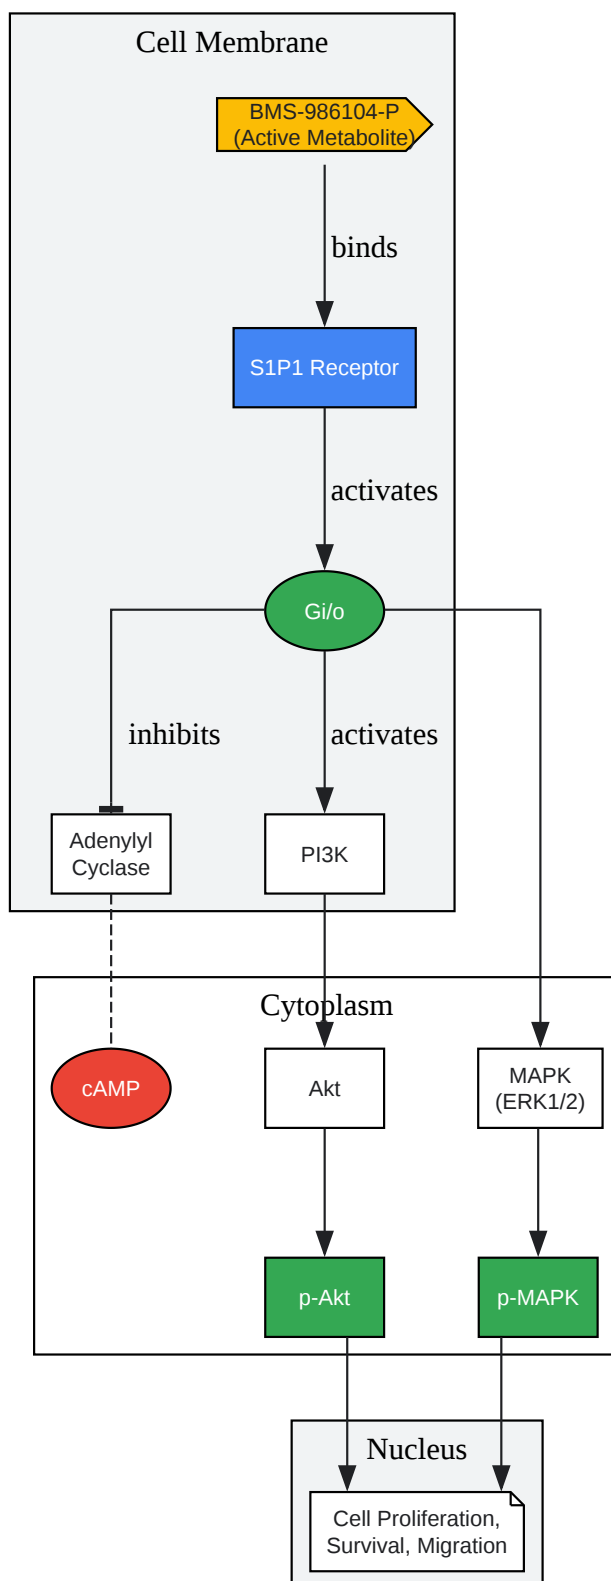 Cell Membrane
BMS-986104-P
(Active Metabolite)
binds
S1P1 Receptor
activates
Gi/o
inhibits
activates
Adenylyl
Cyclase
PI3K
Cytoplasm
cAMP
Akt
MAPK
(ERK1/2)
p-Akt
p-MAPK
Nucleus
Cell Proliferation,
Survival, Migration